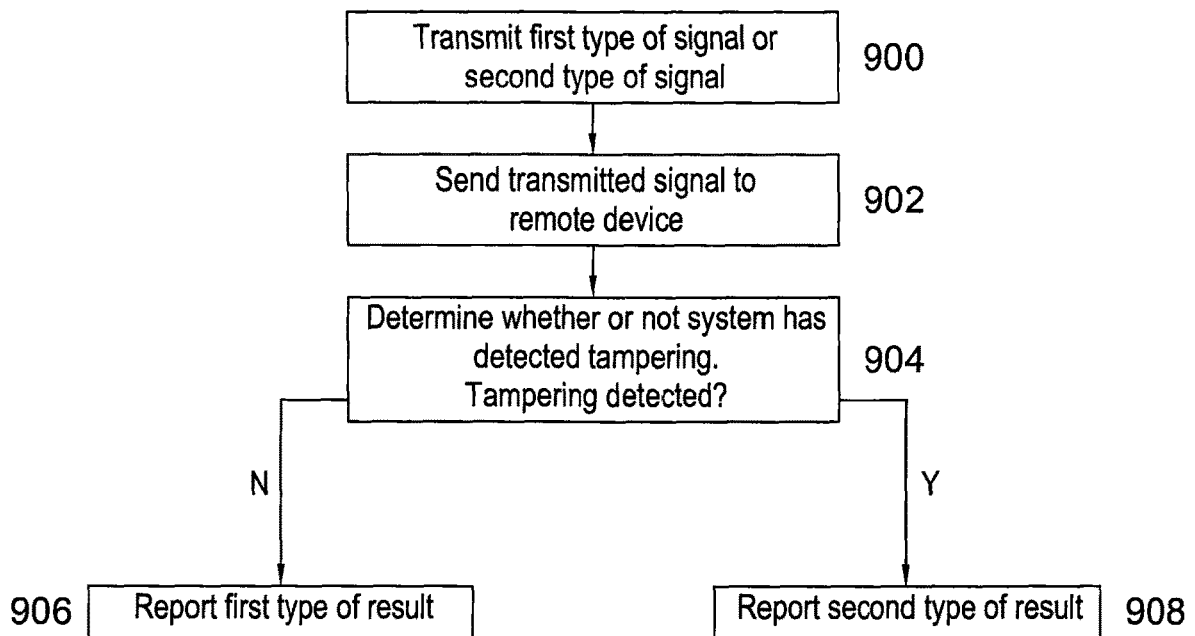 Transmit first type of signal or
second type of signal
900
Send transmitted signal to
remote device
902
Determine whether or not system has
detected tampering.
Tampering detected?
904
N
Y
906
Report first type of result
Report second type of result
908